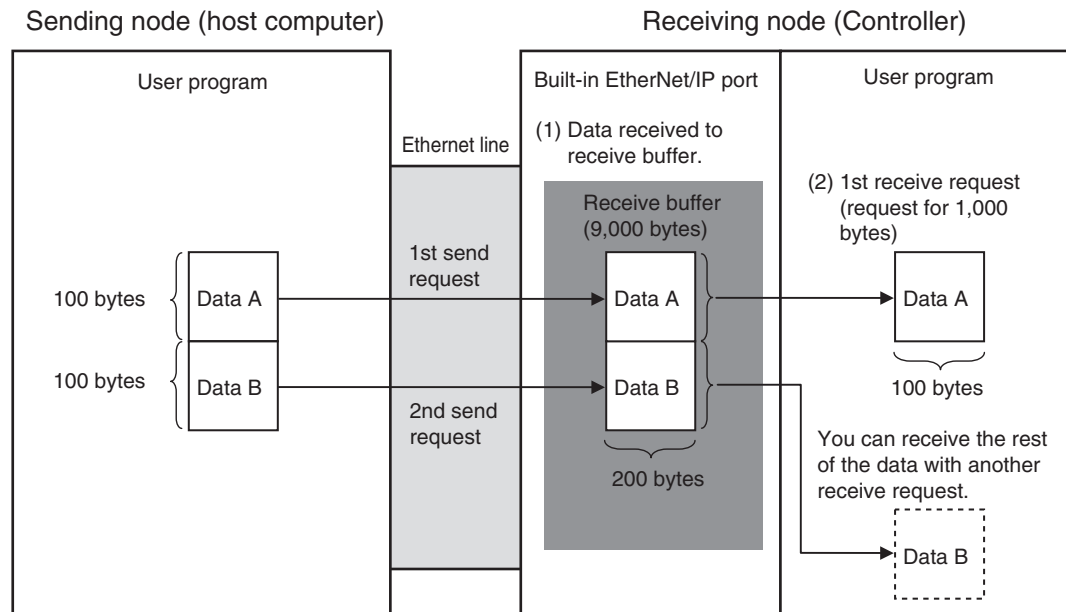 Sending node (host computer)
Receiving node (Controller)
User program
Built-in EtherNet/IP port
User program
Ethernet line
(1) Data received to
receive buffer.
Receive buffer
(9,000 bytes)
(2) 1st receive request
(request for 1,000
bytes)
1st send
request
100 bytes
Data A
Data A
Data A
100 bytes
Data B
Data B
100 bytes
2nd send
request
200 bytes
You can receive the rest
of the data with another
receive request.
Data B